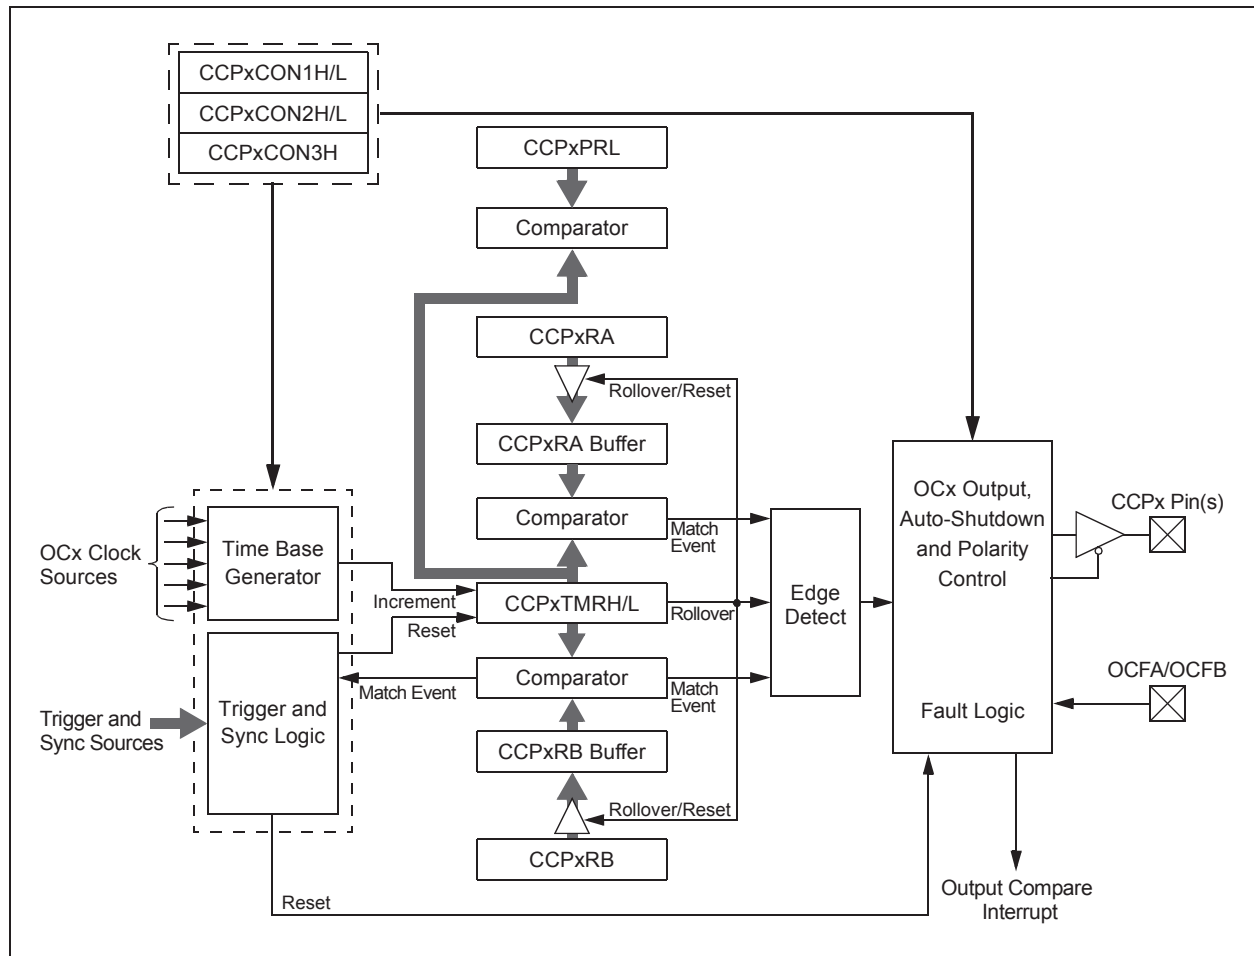 CCPxCON1H/L
CCPxCON2H/L
CCPxCON3H
CCPxPRL
Comparator
CCPxRA
Rollover/Reset
CCPxRA Buffer
Comparator
Match
Event
OCx Clock
Sources
Time Base
Generator
Increment
Reset
CCPxTMRH/L
Rollover
Edge
Detect
OCx Output,
Auto-Shutdown
and Polarity
Control
CCPx Pin(s)
Trigger and
Sync Sources
Trigger and
Sync Logic
Match Event
Comparator
Match
Event
OCFA/OCFB
Fault Logic
CCPxRB Buffer
Rollover/Reset
CCPxRB
Reset
Output Compare
Interrupt